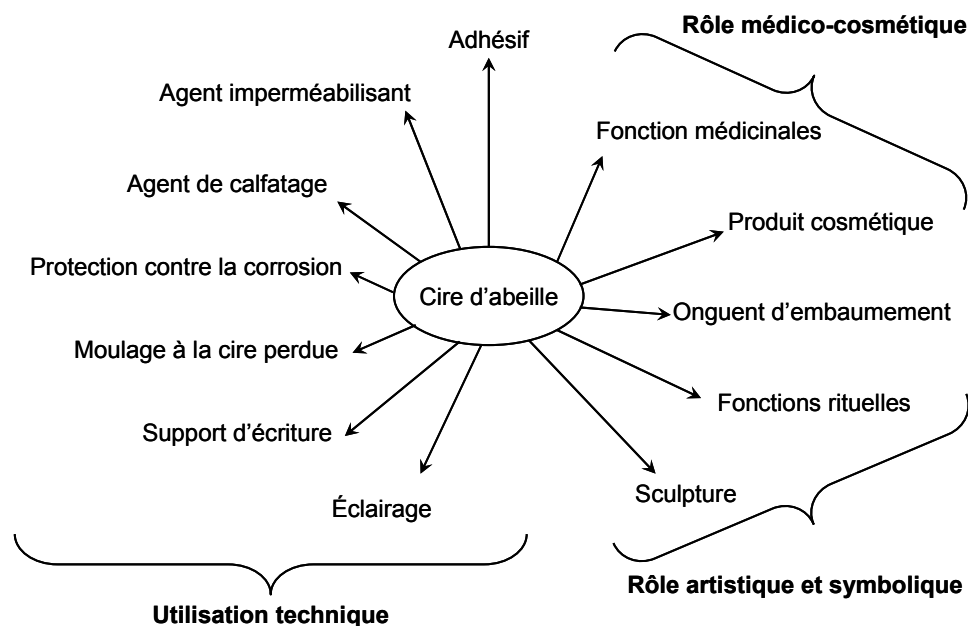 Rôle médico-cosmétique
Adhésif
Agent imperméabilisant
Fonction médicinales
Agent de calfatage
Produit cosmétique
Protection contre la corrosion
Cire d’abeille
Onguent d’embaumement
Moulage à la cire perdue
Fonctions rituelles
Support d’écriture
Sculpture
Éclairage
Rôle artistique et symbolique
Utilisation technique